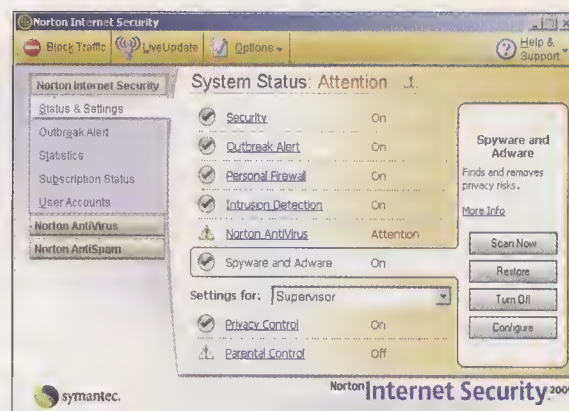 Norton Internet Security
Block Traffic LiveUpdate Options Help & Support
Norton Internet Security
Status & Settings
Outbreak Alert
Statistics
Subscription Status
User Accounts
Norton AntiVirus
Norton AntiSpam
System Status: Attention
Security On
Outbreak Alert On
Personal Firewall On
Intrusion Detection On
Norton AntiVirus Attention
Spyware and Adware On
Settings for: Supervisor
Privacy Control On
Parental Control Off
Spyware and
Adware
Finds and removes
privacy risks.
More Info
Scan Now
Restore
Turn Off
Configure
symantec.
Norton Internet Security